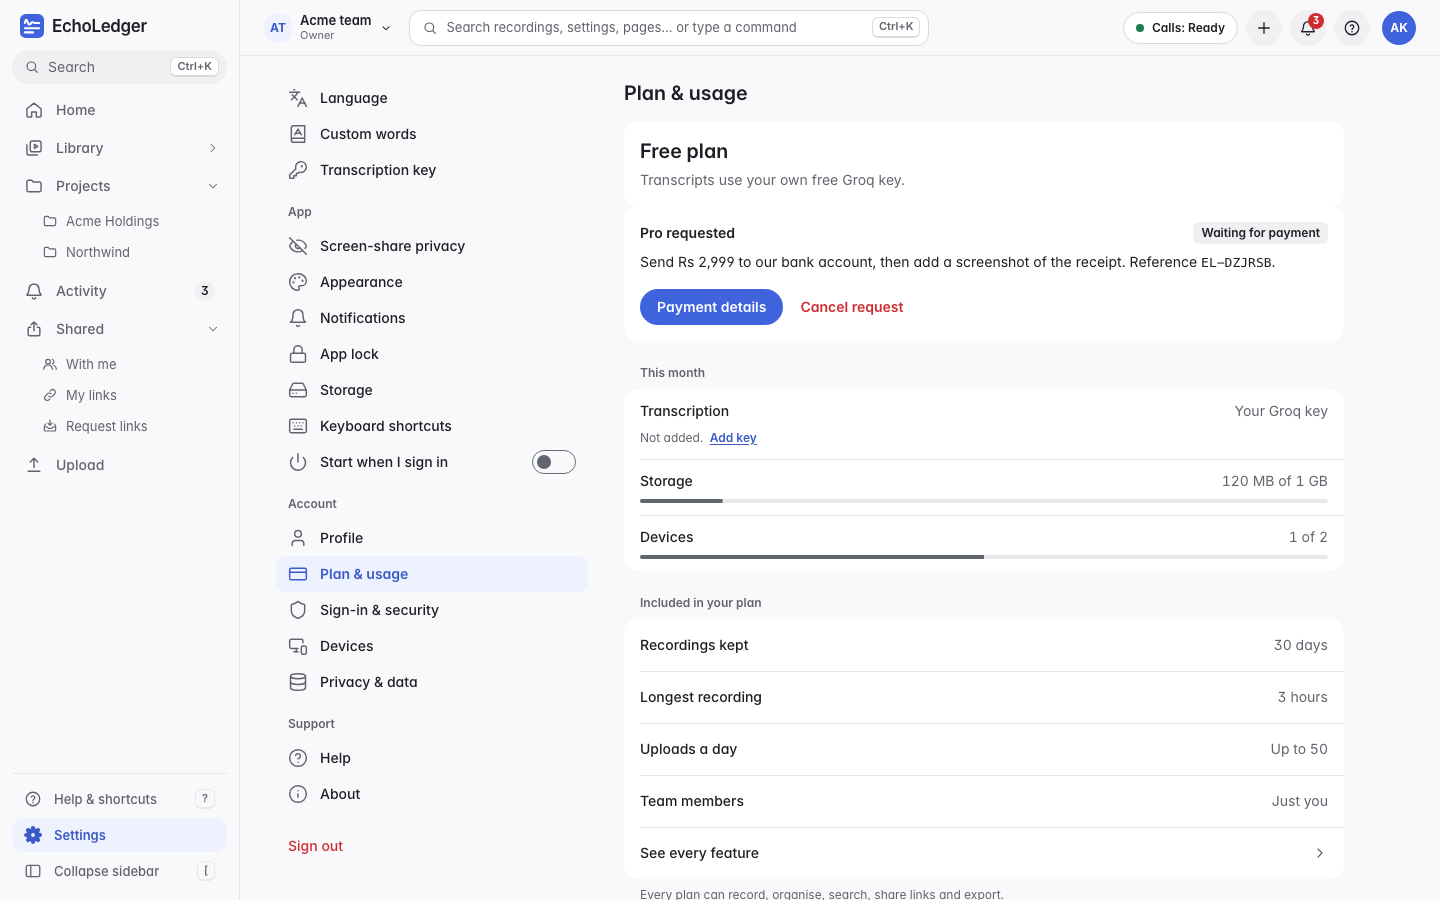 EchoLedger
Search
Ctrl+K
Home
Library
Projects
Acme Holdings
Northwind
Activity
3
Shared
With me
My links
Request links
Upload
Help & shortcuts
?
Settings
Collapse sidebar
[
AT
Acme team
Owner
Search recordings, settings, pages... or type a command
Ctrl+K
Calls: Ready
3
AK
Language
Custom words
Transcription key
App
Screen-share privacy
Appearance
Notifications
App lock
Storage
Keyboard shortcuts
Start when I sign in
Account
Profile
Plan & usage
Sign-in & security
Devices
Privacy & data
Support
Help
About
Sign out
Plan & usage
Free plan
Transcripts use your own free Groq key.
Pro requested
Waiting for payment
Send Rs 2,999 to our bank account, then add a screenshot of the receipt. Reference EL-DZJRSB.
Payment details
Cancel request
This month
Transcription
Your Groq key
Not added. Add key
Storage
120 MB of 1 GB
Devices
1 of 2
Included in your plan
Recordings kept
30 days
Longest recording
3 hours
Uploads a day
Up to 50
Team members
Just you
See every feature
Every plan can record, organise, search, share links and export.